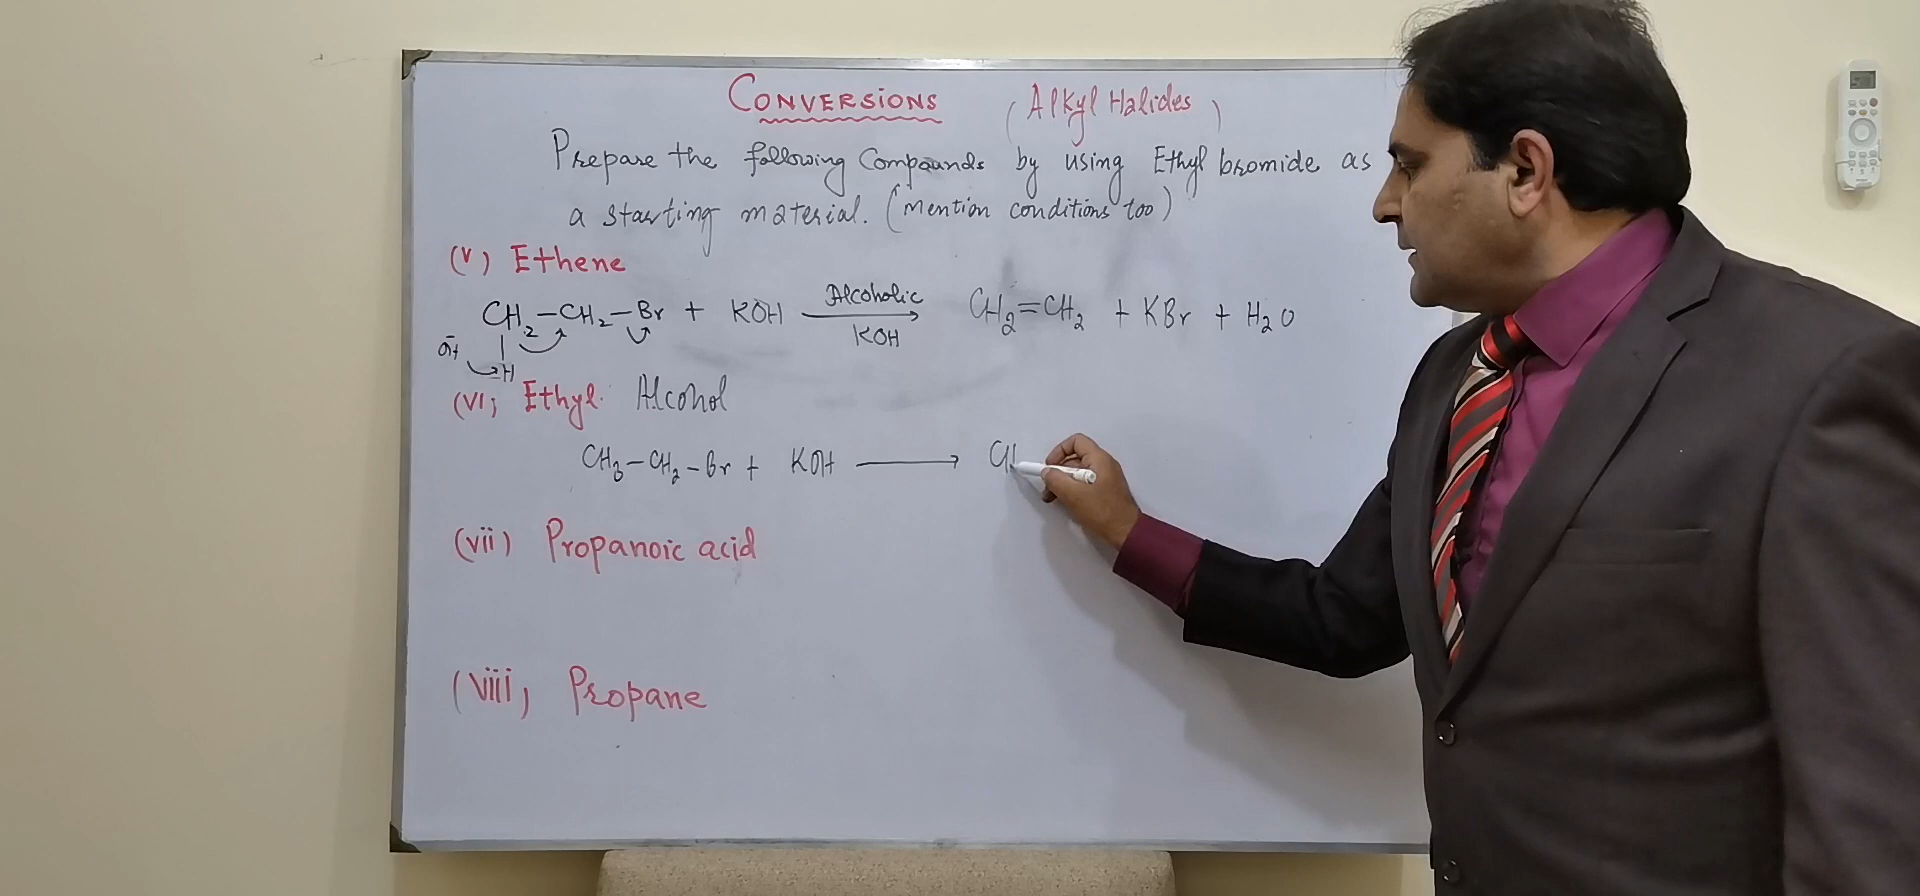 CONVERSIONS (Alkyl Halides)
Prepare the following Compounds by using Ethyl bromide as
a starting material. (Mention conditions too)
(v) Ethene
CH₂-CH₂-Br + KOH Alcoholic KOH → CH₂=CH₂ + KBr + H₂O
ŌH H
(vi) Ethyl Alcohol
CH₃-CH₂-Br + KOH → CH
(vii) Propanoic acid
(viii) Propane